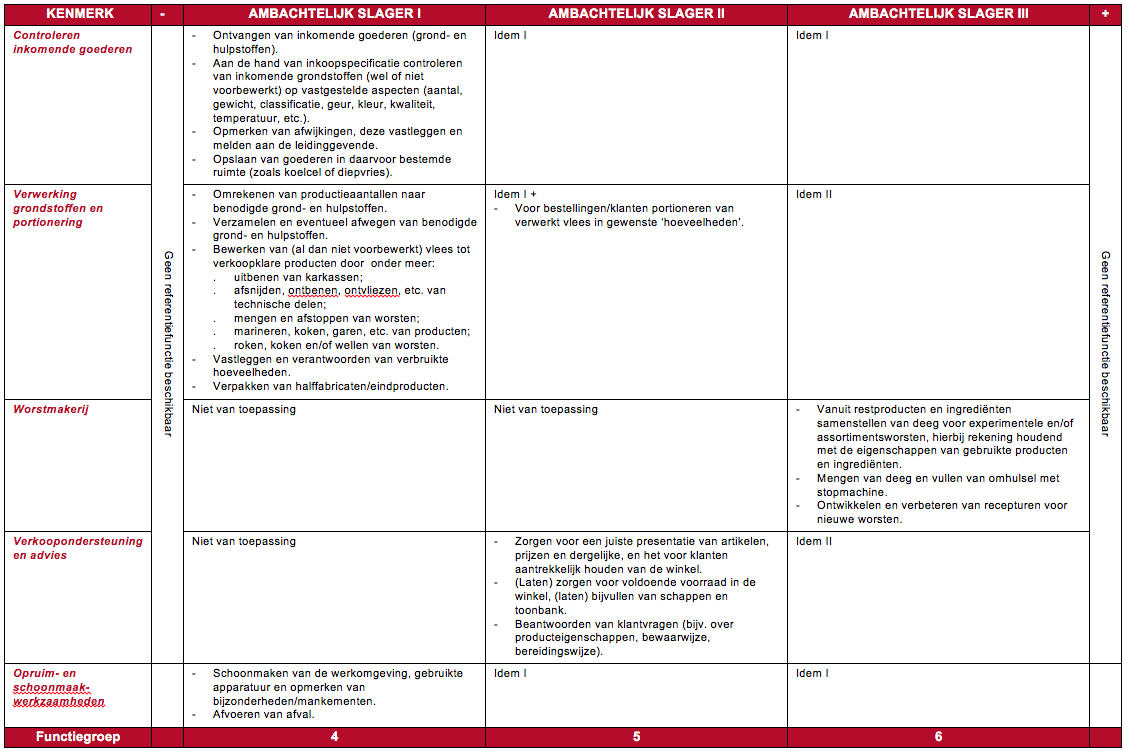 KENMERK - AMBACHTELIJK SLAGER I AMBACHTELIJK SLAGER II AMBACHTELIJK SLAGER III +
Controleren
inkomende goederen
- Ontvangen van inkomende goederen (grond- en
hulpstoffen).
- Aan de hand van inkoopspecificatie controleren
van inkomende grondstoffen (wel of niet
voorbewerkt) op vastgestelde aspecten (aantal,
gewicht, classificatie, geur, kleur, kwaliteit,
temperatuur, etc.).
- Opmerken van afwijkingen, deze vastleggen en
melden aan de leidinggevende.
- Opslaan van goederen in daarvoor bestemde
ruimte (zoals koelcel of diepvries).
Idem I
Idem I
Verwerking
grondstoffen en
portionering
Geen referentiefunctie beschikbaar
- Omrekenen van productieaantallen naar
benodigde grond- en hulpstoffen.
- Verzamelen en eventueel afwegen van benodigde
grond- en hulpstoffen.
- Bewerken van (al dan niet voorbewerkt) vlees tot
verkoopklare producten door onder meer:
. uitbenen van karkassen;
. afsnijden, ontbenen, ontvliezen, etc. van
technische delen;
. mengen en afstoppen van worsten;
. marineren, koken, garen, etc. van producten;
. roken, koken en/of wellen van worsten.
- Vastleggen en verantwoorden van verbruikte
hoeveelheden.
- Verpakken van halffabricaten/eindproducten.
Idem I +
- Voor bestellingen/klanten portioneren van
verwerkt vlees in gewenste 'hoeveelheden'.
Idem II
Geen referentiefunctie beschikbaar
Worstmakerij
Niet van toepassing
Niet van toepassing
- Vanuit restproducten en ingrediënten
samenstellen van deeg voor experimentele en/of
assortimentsworsten, hierbij rekening houdend
met de eigenschappen van gebruikte producten
en ingrediënten.
- Mengen van deeg en vullen van omhulsel met
stopmachine.
- Ontwikkelen en verbeteren van recepturen voor
nieuwe worsten.
Verkoopondersteuning
en advies
Niet van toepassing
- Zorgen voor een juiste presentatie van artikelen,
prijzen en dergelijke, en het voor klanten
aantrekkelijk houden van de winkel.
- (Laten) zorgen voor voldoende voorraad in de
winkel, (laten) bijvullen van schappen en
toonbank.
- Beantwoorden van klantvragen (bijv. over
producteigenschappen, bewaarwijze,
bereidingswijze).
Idem II
Opruim- en
schoonmaak-
werkzaamheden
- Schoonmaken van de werkomgeving, gebruikte
apparatuur en opmerken van
bijzonderheden/mankementen.
- Afvoeren van afval.
Idem I
Idem I
Functiegroep 4 5 6